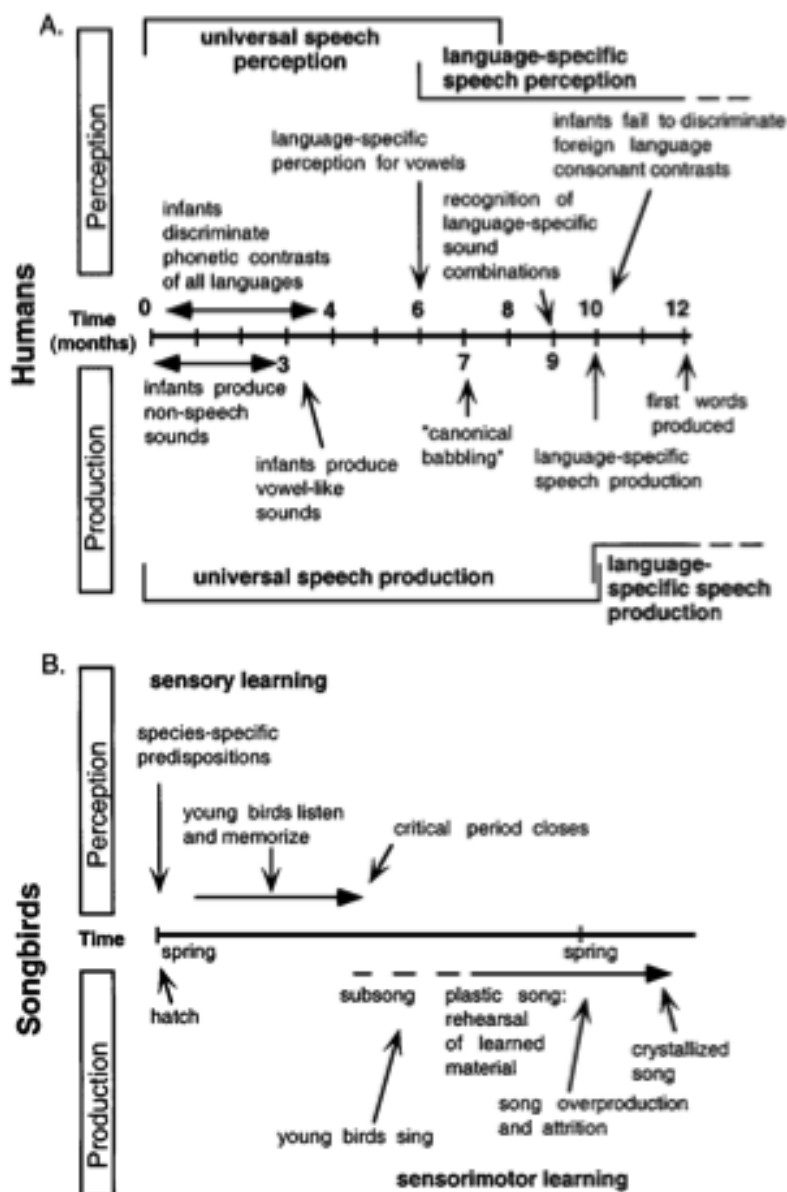 A.
universal speech
perception
language-specific
speech perception
Perception
language-specific
perception for vowels
infants fail to discriminate
foreign language
consonant contrasts
infants
discriminate
phonetic contrasts
of all languages
recognition of
language-specific
sound
combinations
Humans
0 4 6 8 10 12
Time
(months)
3 7 9
Production
infants produce
non-speech
sounds
infants produce
vowel-like
sounds
"canonical
babbling"
language-specific
speech production
first words
produced
universal speech production
language-
specific speech
production
B.
sensory learning
Perception
species-specific
predispositions
young birds listen
and memorize
critical period closes
Songbirds
Time
spring spring
hatch
Production
subsong
plastic song:
rehearsal
of learned
material
crystallized
song
song overproduction
and attrition
young birds sing
sensorimotor learning